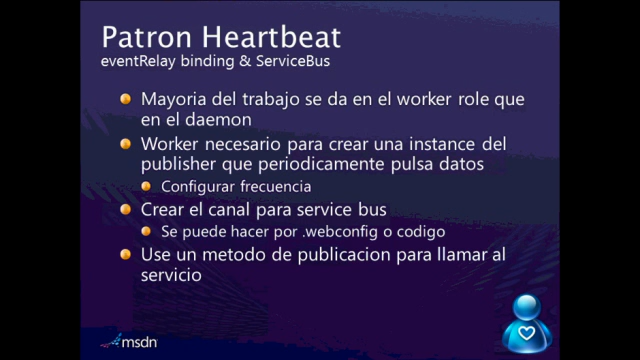 Patron Heartbeat
eventRelay binding & ServiceBus
Mayoria del trabajo se da en el worker role que
en el daemon
Worker necesario para crear una instance del
publisher que periodicamente pulsa datos
Configurar frecuencia
Crear el canal para service bus
Se puede hacer por .webconfig o codigo
Use un metodo de publicacion para llamar al
servicio
msdn